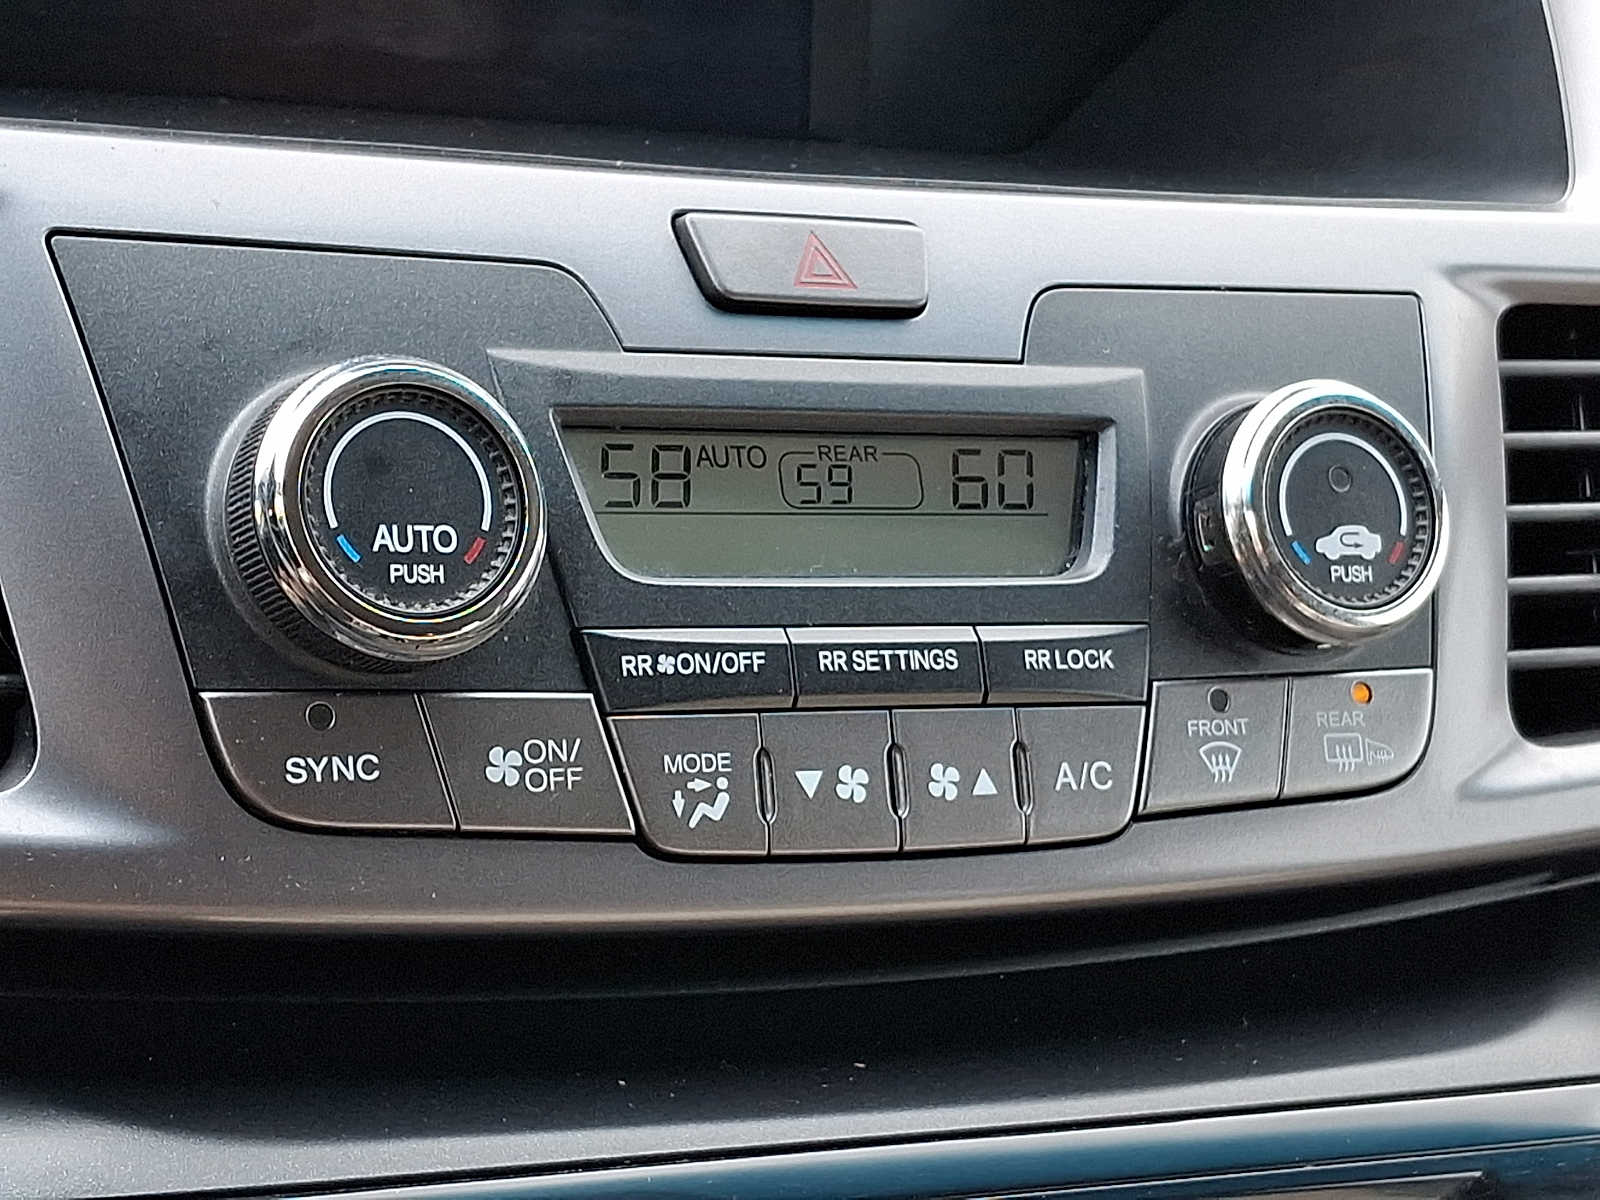 58 AUTO REAR 59 60
AUTO
PUSH
PUSH
RR ON/OFF RR SETTINGS RR LOCK
SYNC
ON/
OFF
MODE
A/C
FRONT
REAR